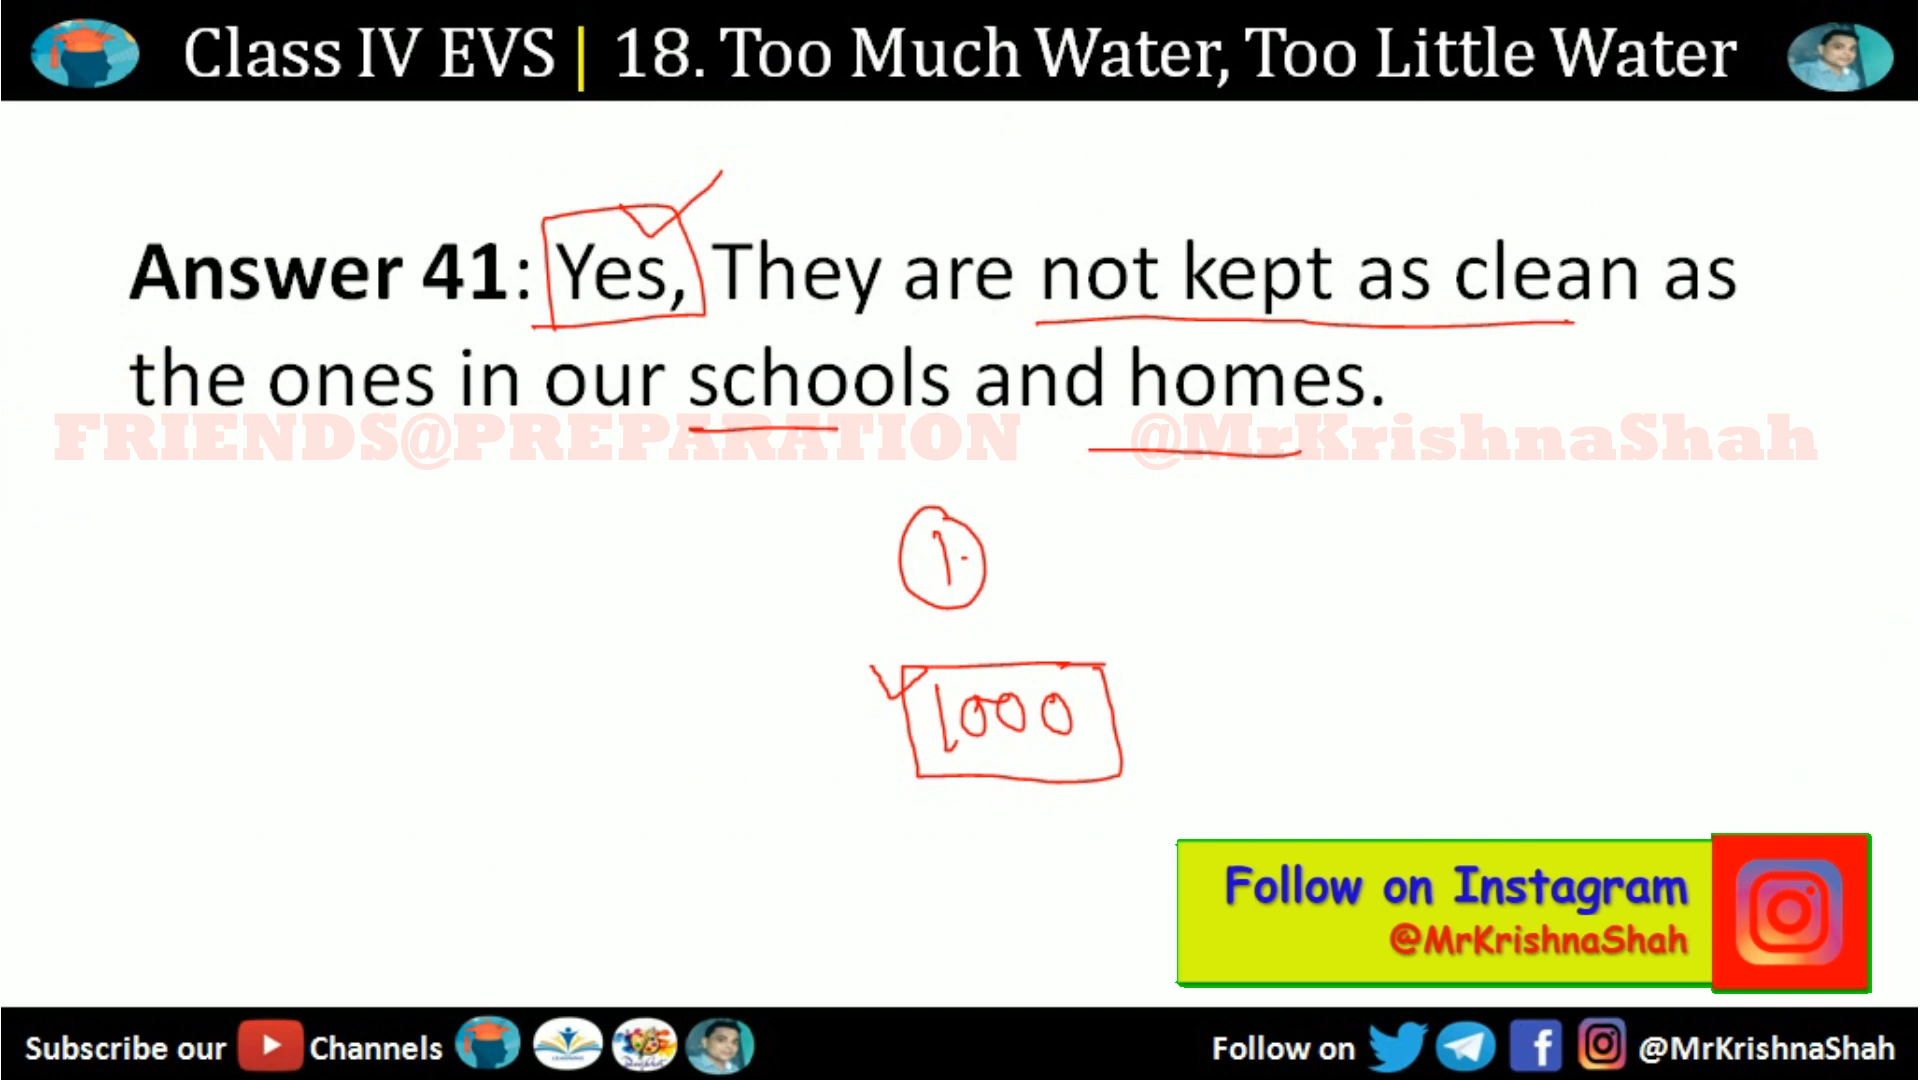 Class IV EVS | 18. Too Much Water, Too Little Water
Answer 41: Yes, They are not kept as clean as
the ones in our schools and homes.
FRIENDS@PREPARATION @MrKrishnaShah
1000
Follow on Instagram
@MrKrishnaShah
Subscribe our Channels Follow on @MrKrishnaShah